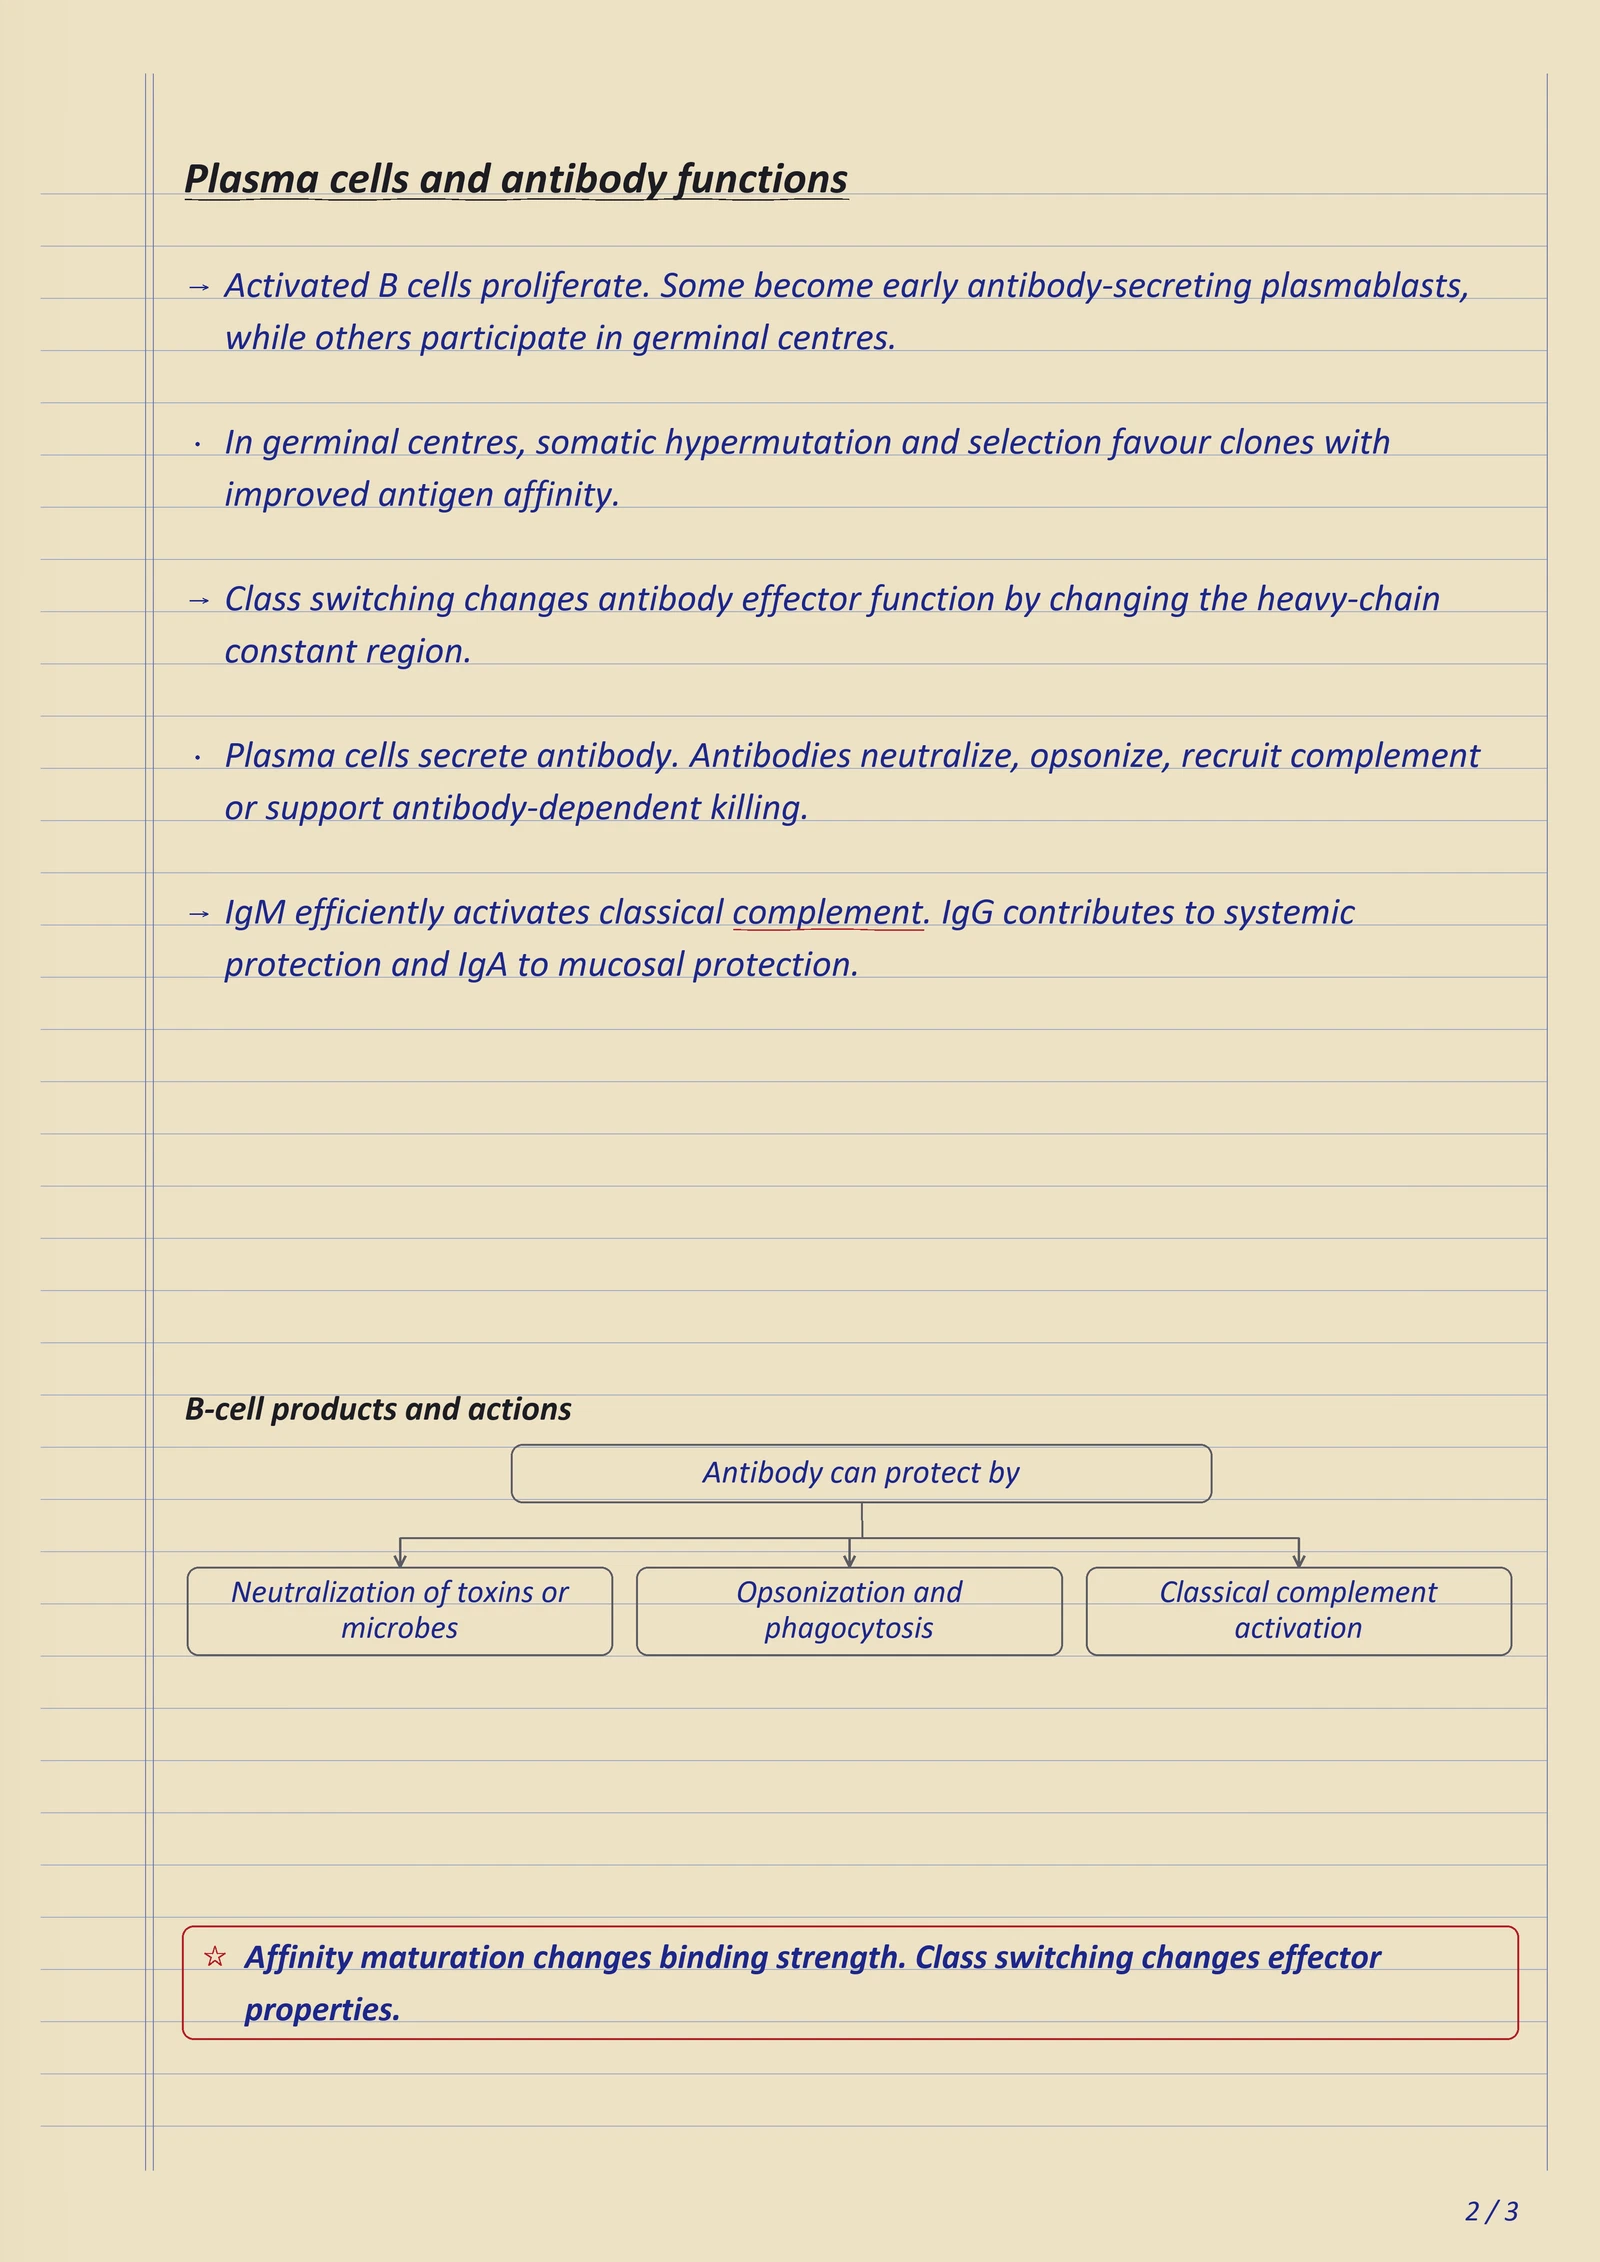 Plasma cells and antibody functions
→ Activated B cells proliferate. Some become early antibody-secreting plasmablasts,
while others participate in germinal centres.
· In germinal centres, somatic hypermutation and selection favour clones with
improved antigen affinity.
→ Class switching changes antibody effector function by changing the heavy-chain
constant region.
· Plasma cells secrete antibody. Antibodies neutralize, opsonize, recruit complement
or support antibody-dependent killing.
→ IgM efficiently activates classical complement. IgG contributes to systemic
protection and IgA to mucosal protection.
B-cell products and actions
Antibody can protect by
Neutralization of toxins or
microbes
Opsonization and
phagocytosis
Classical complement
activation
☆ Affinity maturation changes binding strength. Class switching changes effector
properties.
2 / 3